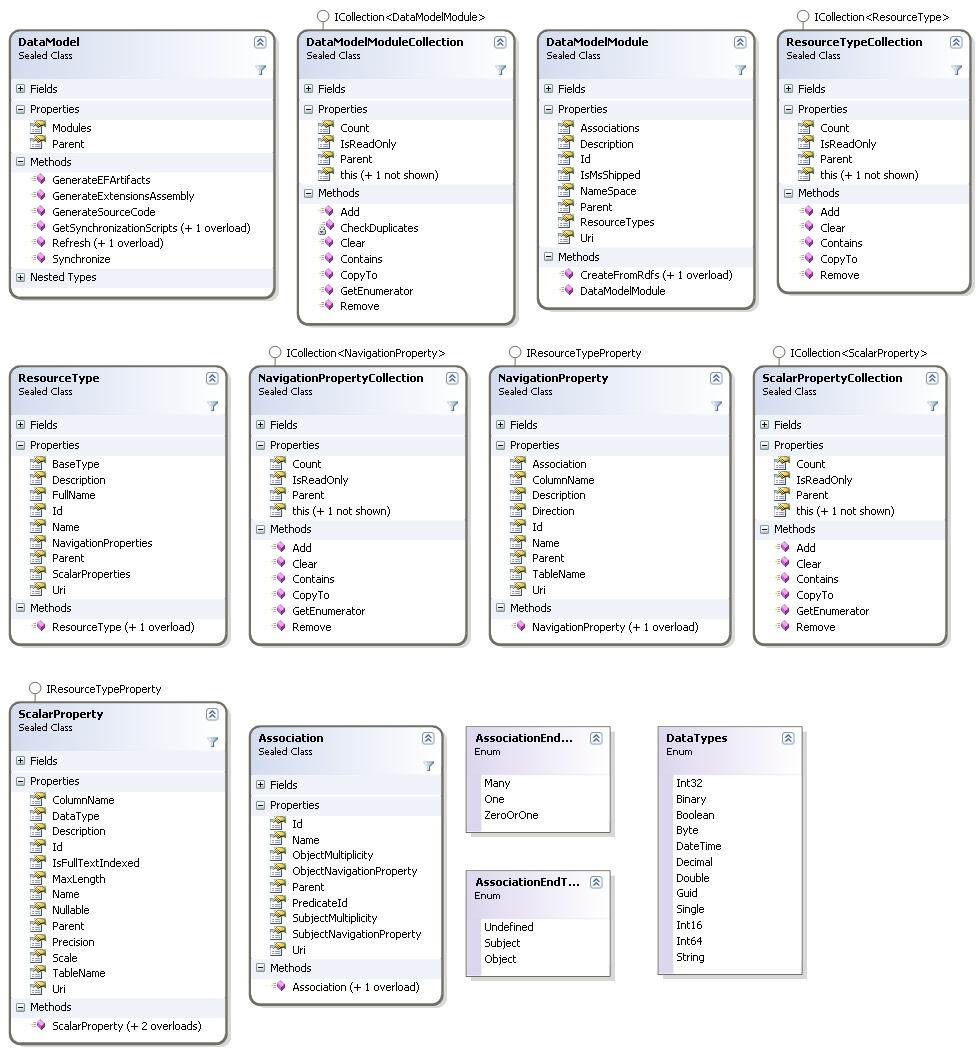 ICollection<DataModelModule>
ICollection<ResourceType>
DataModel
Sealed Class
Fields
Properties
Modules
Parent
Methods
GenerateEFArtifacts
GenerateExtensionsAssembly
GenerateSourceCode
GetSynchronizationScripts (+ 1 overload)
Refresh (+ 1 overload)
Synchronize
Nested Types
DataModelModuleCollection
Sealed Class
Fields
Properties
Count
IsReadOnly
Parent
this (+ 1 not shown)
Methods
Add
CheckDuplicates
Clear
Contains
CopyTo
GetEnumerator
Remove
DataModelModule
Sealed Class
Fields
Properties
Associations
Description
Id
IsMsShipped
NameSpace
Parent
ResourceTypes
Uri
Methods
CreateFromRdfs (+ 1 overload)
DataModelModule
ResourceTypeCollection
Sealed Class
Fields
Properties
Count
IsReadOnly
Parent
this (+ 1 not shown)
Methods
Add
Clear
Contains
CopyTo
Remove
ICollection<NavigationProperty>
IResourceTypeProperty
ICollection<ScalarProperty>
ResourceType
Sealed Class
Fields
Properties
BaseType
Description
FullName
Id
Name
NavigationProperties
Parent
ScalarProperties
Uri
Methods
ResourceType (+ 1 overload)
NavigationPropertyCollection
Sealed Class
Fields
Properties
Count
IsReadOnly
Parent
this (+ 1 not shown)
Methods
Add
Clear
Contains
CopyTo
GetEnumerator
Remove
NavigationProperty
Sealed Class
Fields
Properties
Association
ColumnName
Description
Direction
Id
Name
Parent
TableName
Uri
Methods
NavigationProperty (+ 1 overload)
ScalarPropertyCollection
Sealed Class
Fields
Properties
Count
IsReadOnly
Parent
this (+ 1 not shown)
Methods
Add
Clear
Contains
CopyTo
GetEnumerator
Remove
IResourceTypeProperty
ScalarProperty
Sealed Class
Fields
Properties
ColumnName
DataType
Description
Id
IsFullTextIndexed
MaxLength
Name
Nullable
Parent
Precision
Scale
TableName
Uri
Methods
ScalarProperty (+ 2 overloads)
Association
Sealed Class
Fields
Properties
Id
Name
ObjectMultiplicity
ObjectNavigationProperty
Parent
PredicateId
SubjectMultiplicity
SubjectNavigationProperty
Uri
Methods
Association (+ 1 overload)
AssociationEnd...
Enum
Many
One
ZeroOrOne
AssociationEndT...
Enum
Undefined
Subject
Object
DataTypes
Enum
Int32
Binary
Boolean
Byte
DateTime
Decimal
Double
Guid
Single
Int16
Int64
String